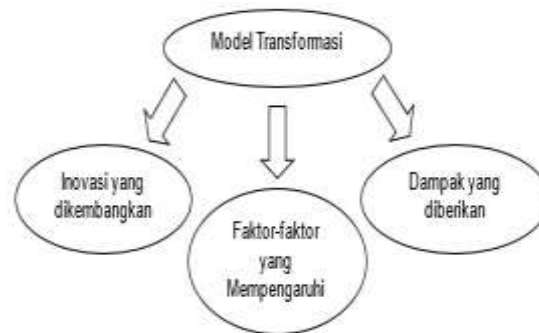 Model Transformasi
Inovasi yang
dikembangkan
Faktor-faktor
yang
Mempengaruhi
Dampak yang
diberikan